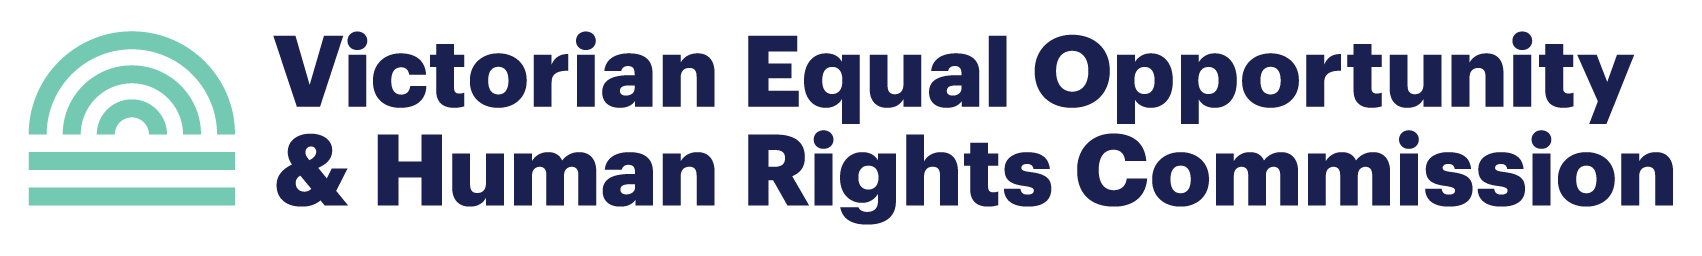 Victorian Equal Opportunity
& Human Rights Commission